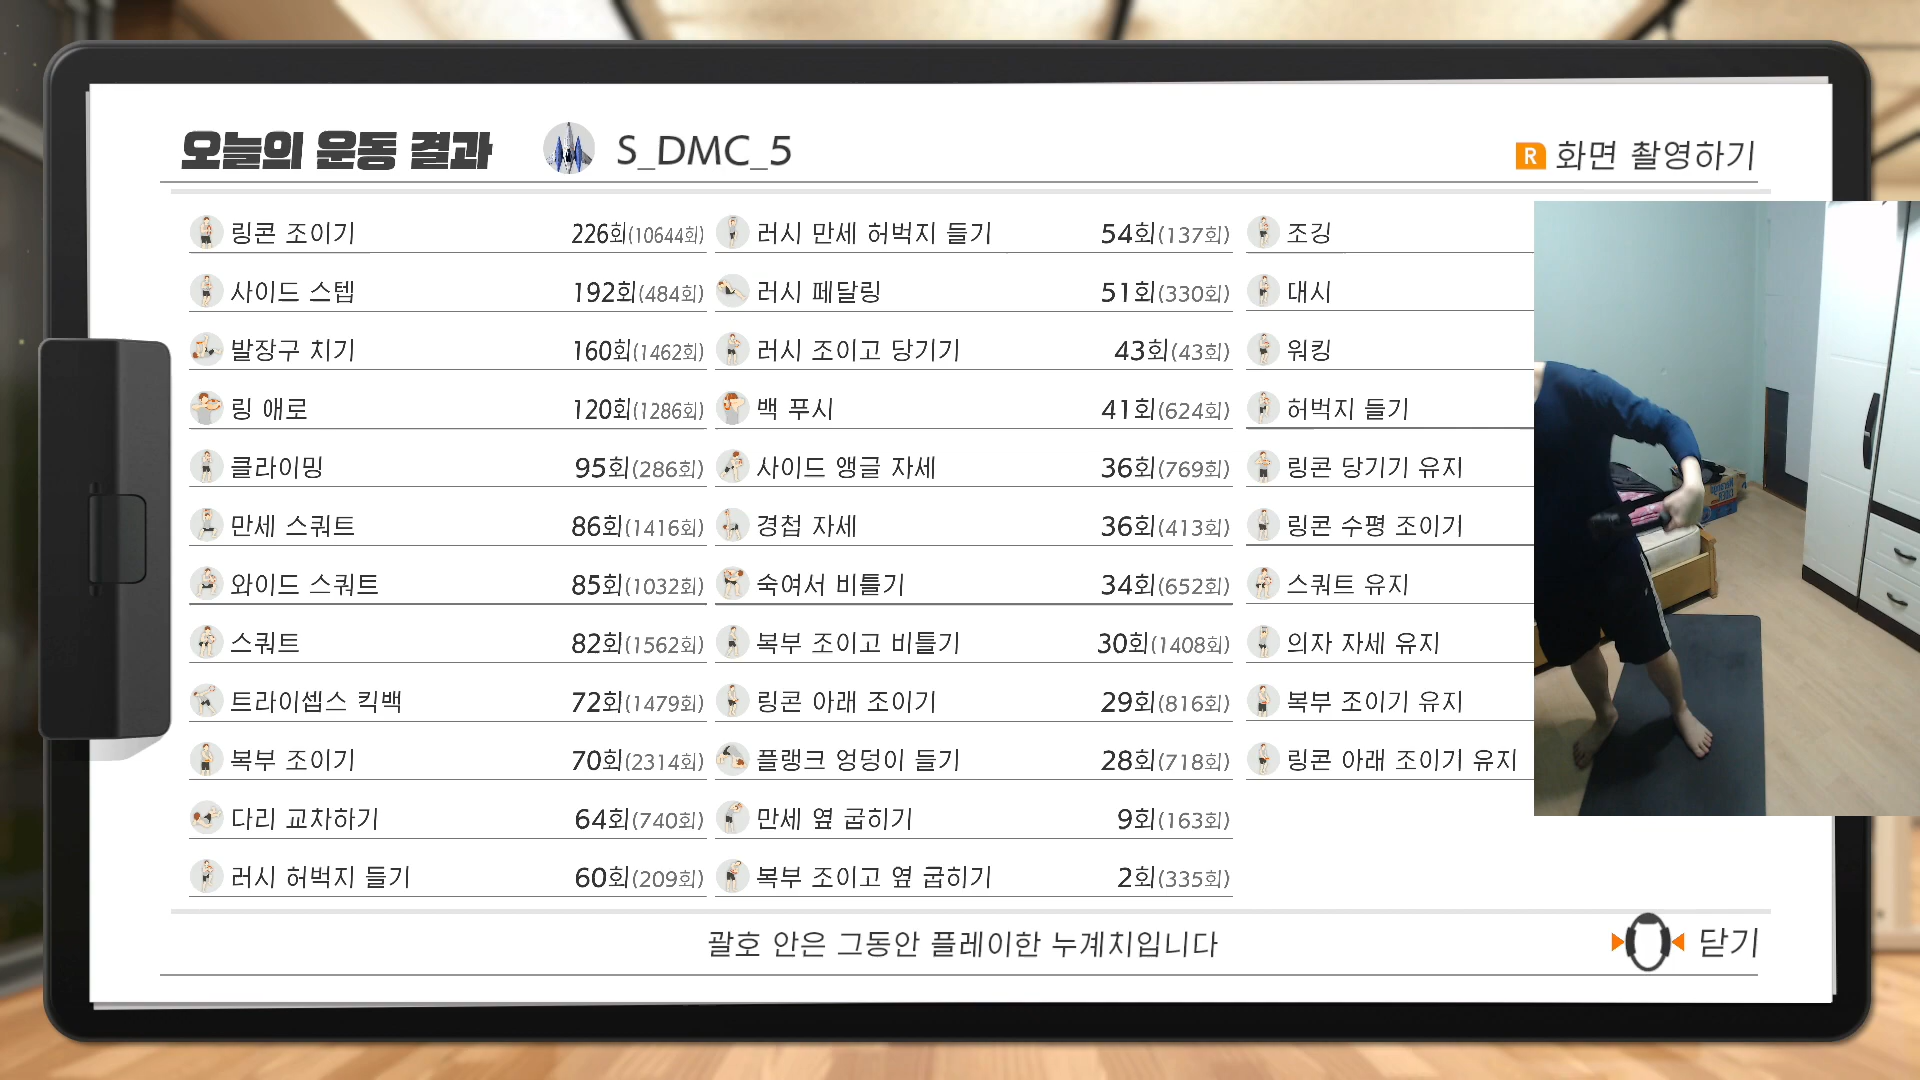 오늘의 운동 결과 S_DMC_5
R 화면 촬영하기
링콘 조이기 226회(10644회)
사이드 스텝 192회(484회)
발장구 치기 160회(1462회)
링 애로 120회(1286회)
클라이밍 95회(286회)
만세 스쿼트 86회(1416회)
와이드 스쿼트 85회(1032회)
스쿼트 82회(1562회)
트라이셉스 킥백 72회(1479회)
복부 조이기 70회(2314회)
다리 교차하기 64회(740회)
러시 허벅지 들기 60회(209회)
러시 만세 허벅지 들기 54회(137회)
러시 페달링 51회(330회)
러시 조이고 당기기 43회(43회)
백 푸시 41회(624회)
사이드 앵글 자세 36회(769회)
경첩 자세 36회(413회)
숙여서 비틀기 34회(652회)
복부 조이고 비틀기 30회(1408회)
링콘 아래 조이기 29회(816회)
플랭크 엉덩이 들기 28회(718회)
만세 옆 굽히기 9회(163회)
복부 조이고 옆 굽히기 2회(335회)
조깅
대시
워킹
허벅지 들기
링콘 당기기 유지
링콘 수평 조이기
스쿼트 유지
의자 자세 유지
복부 조이기 유지
링콘 아래 조이기 유지
괄호 안은 그동안 플레이한 누계치입니다
닫기